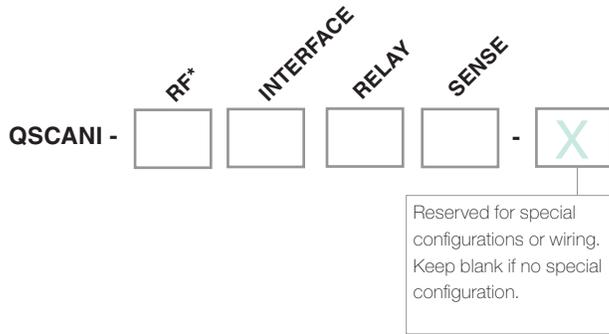 RF* INTERFACE RELAY SENSE
QSCANI - - X
Reserved for special
configurations or wiring.
Keep blank if no special
configuration.